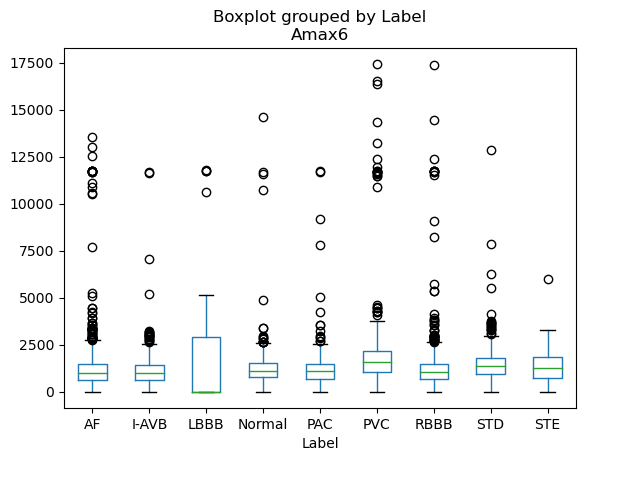 Boxplot grouped by Label
Amax6
17500
15000
12500
10000
7500
5000
2500
0
AF I-AVB LBBB Normal PAC PVC RBBB STD STE
Label